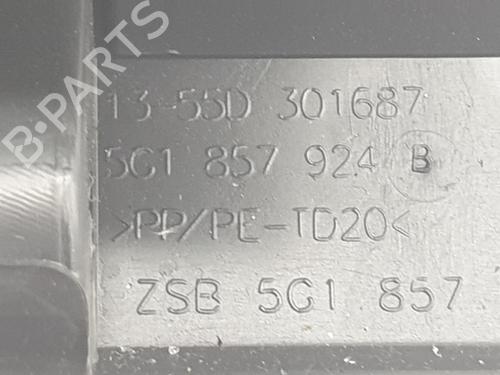 B-PARTS
13-55D 301687
5G1 857 924 B
>PP/PE-TD20<
ZSB 5G1 857